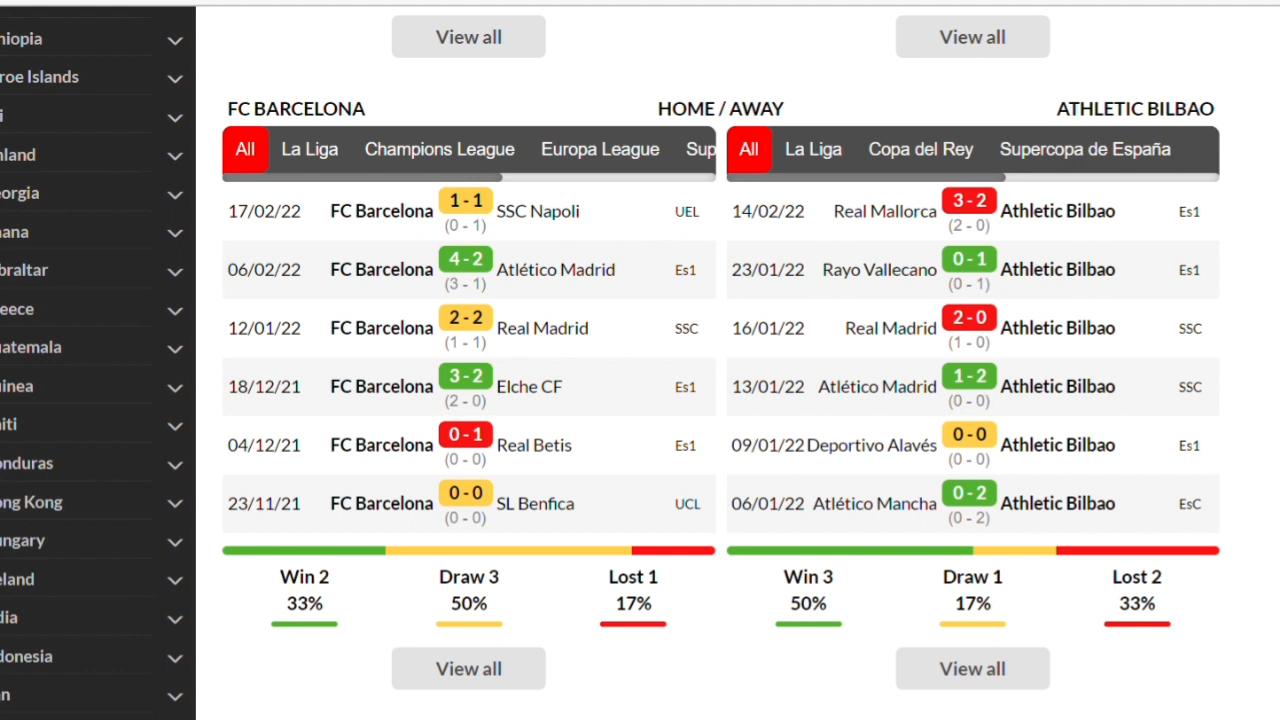 View all View all
FC BARCELONA HOME / AWAY ATHLETIC BILBAO
All La Liga Champions League Europa League Sup
17/02/22 FC Barcelona 1 - 1 SSC Napoli UEL
(0 - 1)
06/02/22 FC Barcelona 4 - 2 Atlético Madrid Es1
(3 - 1)
12/01/22 FC Barcelona 2 - 2 Real Madrid SSC
(1 - 1)
18/12/21 FC Barcelona 3 - 2 Elche CF Es1
(2 - 0)
04/12/21 FC Barcelona 0 - 1 Real Betis Es1
(0 - 0)
23/11/21 FC Barcelona 0 - 0 SL Benfica UCL
(0 - 0)
Win 2 Draw 3 Lost 1
33% 50% 17%
View all
All La Liga Copa del Rey Supercopa de España
14/02/22 Real Mallorca 3 - 2 Athletic Bilbao Es1
(2 - 0)
23/01/22 Rayo Vallecano 0 - 1 Athletic Bilbao Es1
(0 - 1)
16/01/22 Real Madrid 2 - 0 Athletic Bilbao SSC
(1 - 0)
13/01/22 Atlético Madrid 1 - 2 Athletic Bilbao SSC
(0 - 0)
09/01/22 Deportivo Alavés 0 - 0 Athletic Bilbao Es1
(0 - 0)
06/01/22 Atlético Mancha 0 - 2 Athletic Bilbao EsC
(0 - 2)
Win 3 Draw 1 Lost 2
50% 17% 33%
View all
hiopia
roe Islands
i
nland
eorgia
nana
braltar
eece
uatemala
uinea
iti
onduras
ong Kong
ungary
eland
dia
donesia
n